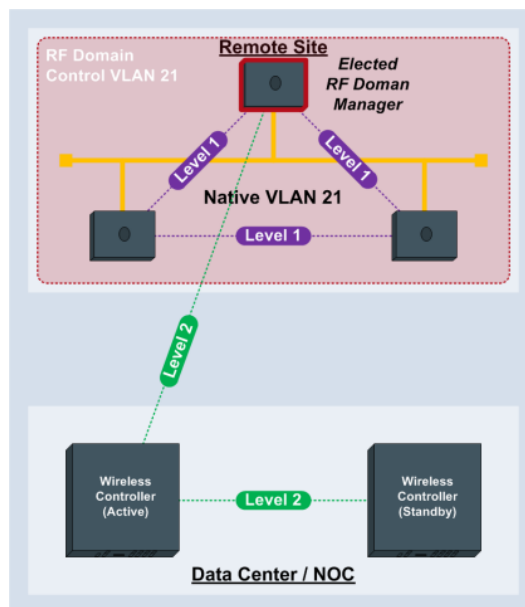 Remote Site
RF Domain
Control VLAN 21
Elected
RF Doman
Manager
Level 1
Level 1
Native VLAN 21
Level 1
Level 2
Wireless
Controller
(Active)
Level 2
Wireless
Controller
(Standby)
Data Center / NOC